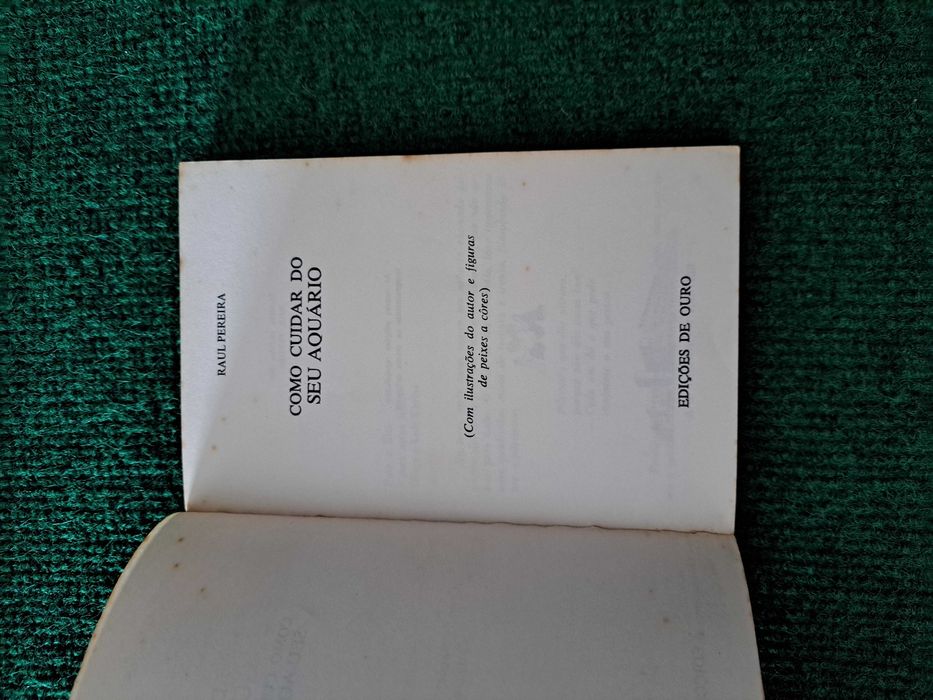 RAUL PEREIRA
COMO CUIDAR DO
SEU AQUÁRIO
(Com ilustrações do autor e figuras
de peixes a côres)
EDIÇÕES DE OURO